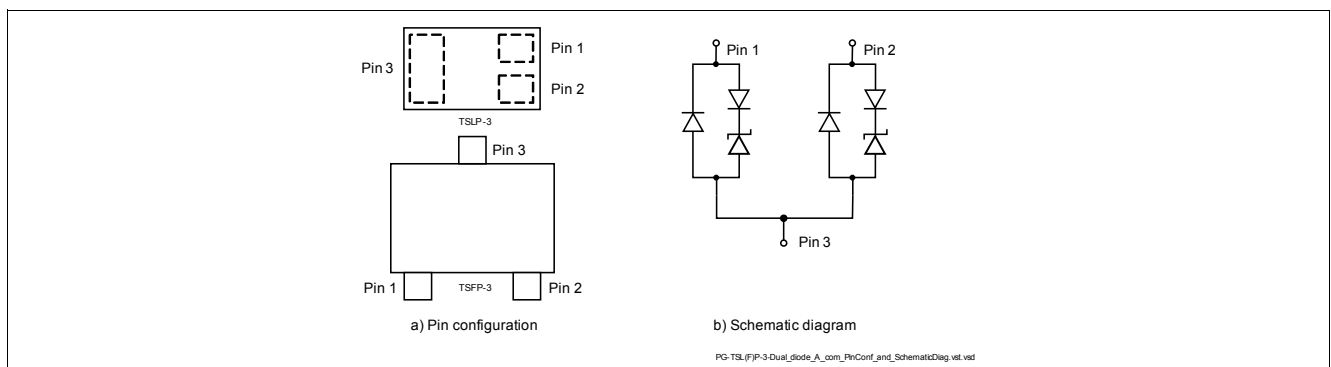 Pin 3
Pin 1
Pin 2
TSLP-3
Pin 3
Pin 1
TSFP-3
Pin 2
a) Pin configuration
Pin 1
Pin 2
Pin 3
b) Schematic diagram
PG-TSL(F)P-3-Dual_diode_A_com_PinConf_and_SchematicDiag.vst.vsd